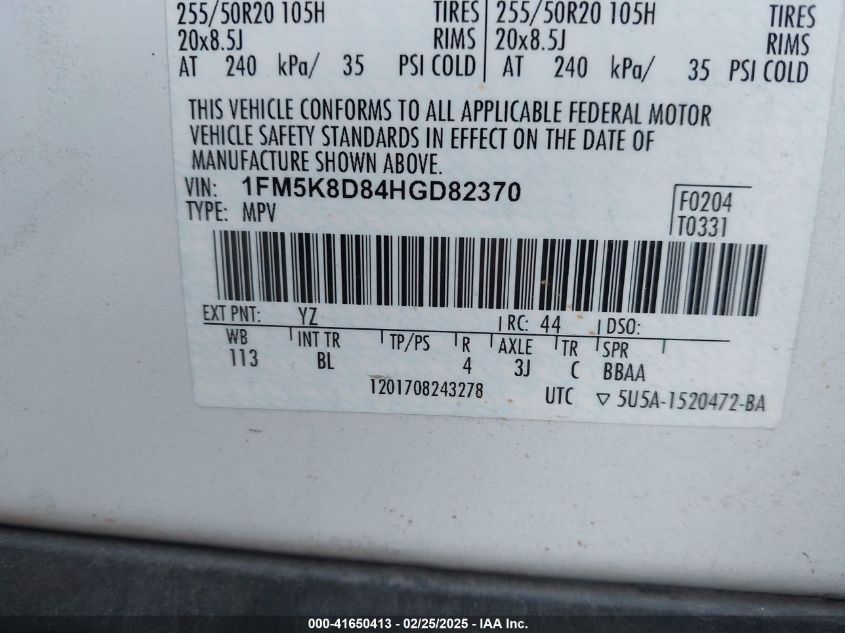 255/50R20 105H TIRES 255/50R20 105H TIRES
20x8.5J RIMS 20x8.5J RIMS
AT 240 kPa/ 35 PSI COLD AT 240 kPa/ 35 PSI COLD
THIS VEHICLE CONFORMS TO ALL APPLICABLE FEDERAL MOTOR
VEHICLE SAFETY STANDARDS IN EFFECT ON THE DATE OF
MANUFACTURE SHOWN ABOVE.
VIN: 1FM5K8D84HGD82370
TYPE: MPV
F0204
T0331
EXT PNT: YZ RC: 44 DSO:
WB INT TR TP/PS R AXLE TR SPR
113 BL 4 3J C BBAA
1201708243278 UTC ▽ 5U5A-1520472-BA
000-41650413 - 02/25/2025 - IAA Inc.